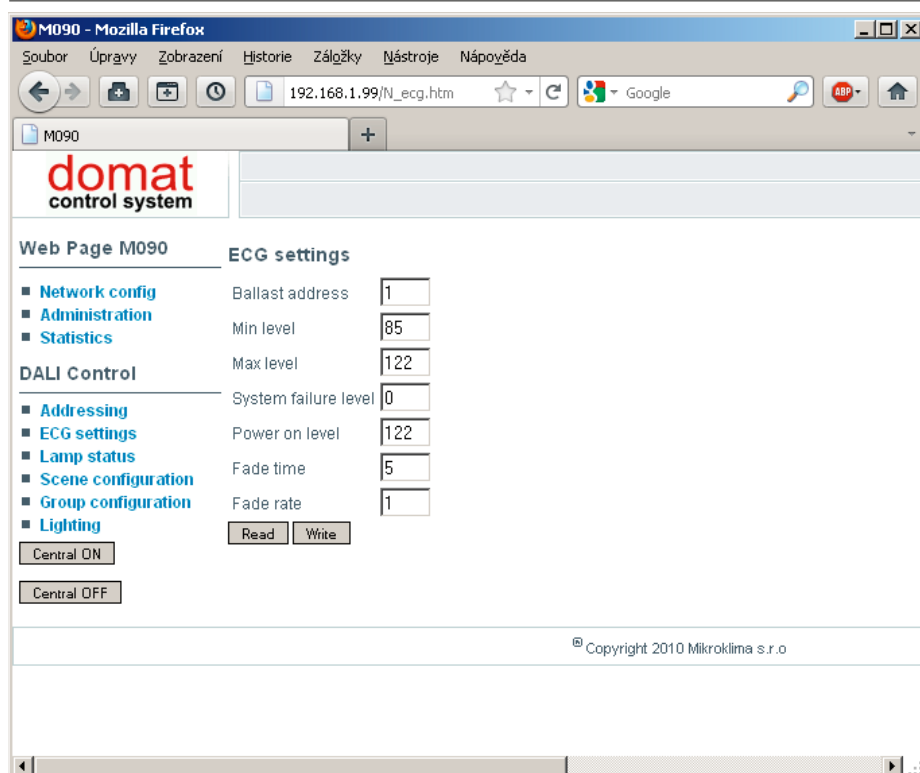 M090 - Mozilla Firefox
Soubor Úpravy Zobrazení Historie Záložky Nástroje Nápověda
192.168.1.99/N_ecg.htm Google ABP
M090
domat
control system
Web Page M090
Network config
Administration
Statistics
DALI Control
Addressing
ECG settings
Lamp status
Scene configuration
Group configuration
Lighting
Central ON
Central OFF
ECG settings
Ballast address 1
Min level 85
Max level 122
System failure level 0
Power on level 122
Fade time 5
Fade rate 1
Read Write
Copyright 2010 Mikroklima s.r.o